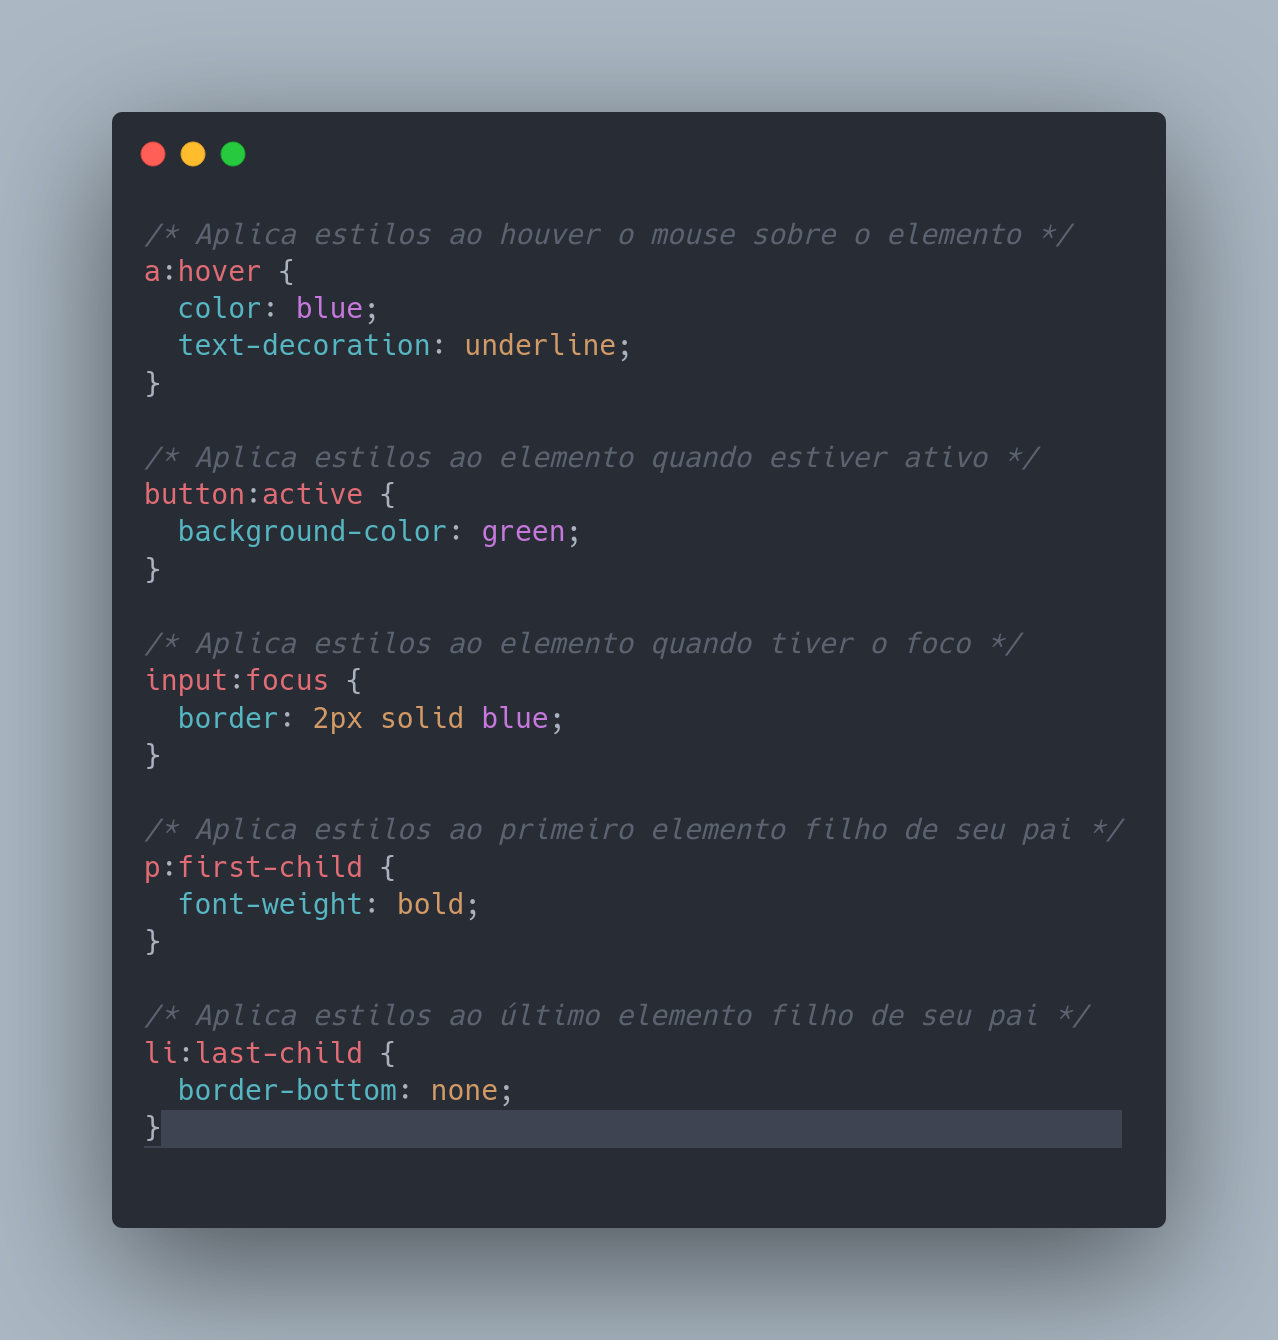 /* Aplica estilos ao houver o mouse sobre o elemento */
a:hover {
  color: blue;
  text-decoration: underline;
}

/* Aplica estilos ao elemento quando estiver ativo */
button:active {
  background-color: green;
}

/* Aplica estilos ao elemento quando tiver o foco */
input:focus {
  border: 2px solid blue;
}

/* Aplica estilos ao primeiro elemento filho de seu pai */
p:first-child {
  font-weight: bold;
}

/* Aplica estilos ao último elemento filho de seu pai */
li:last-child {
  border-bottom: none;
}